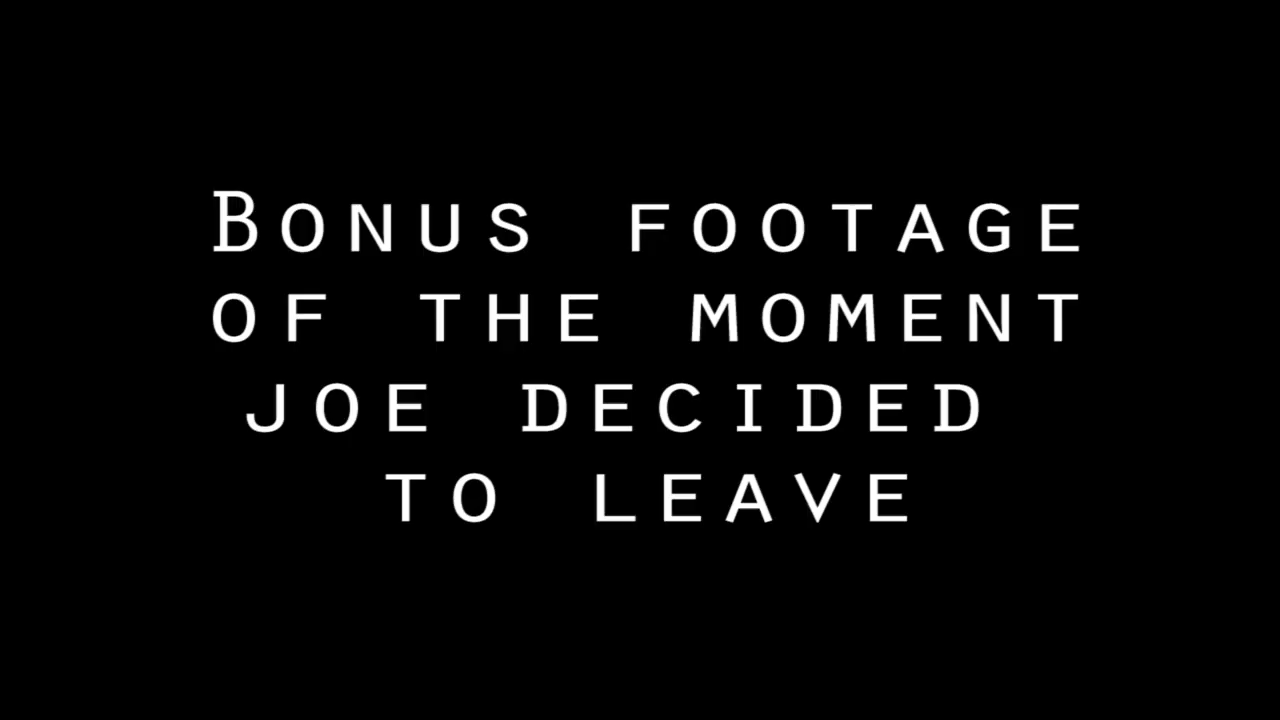 Bonus footage
of the moment
joe decided
to leave